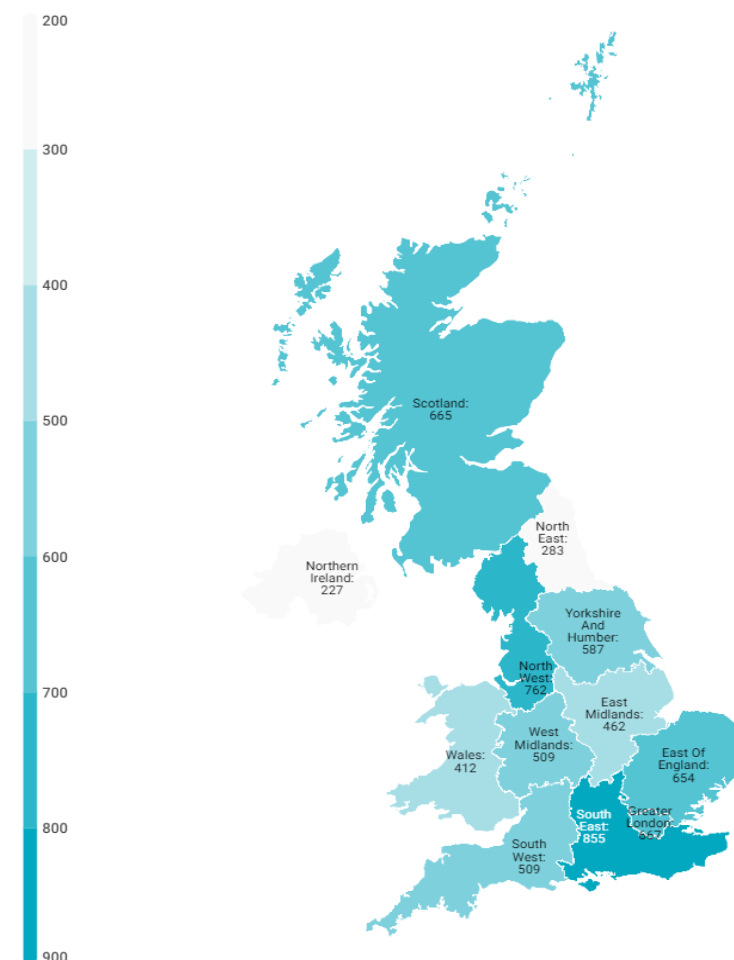 200
300
400
500
600
700
800
900
Scotland:
665
North
East:
283
Northern
Ireland:
227
Yorkshire
And
Humber:
587
North
West:
762
East
Midlands:
462
West
Midlands:
509
Wales:
412
East Of
England:
654
Greater
London:
667
South
East:
855
South
West:
509